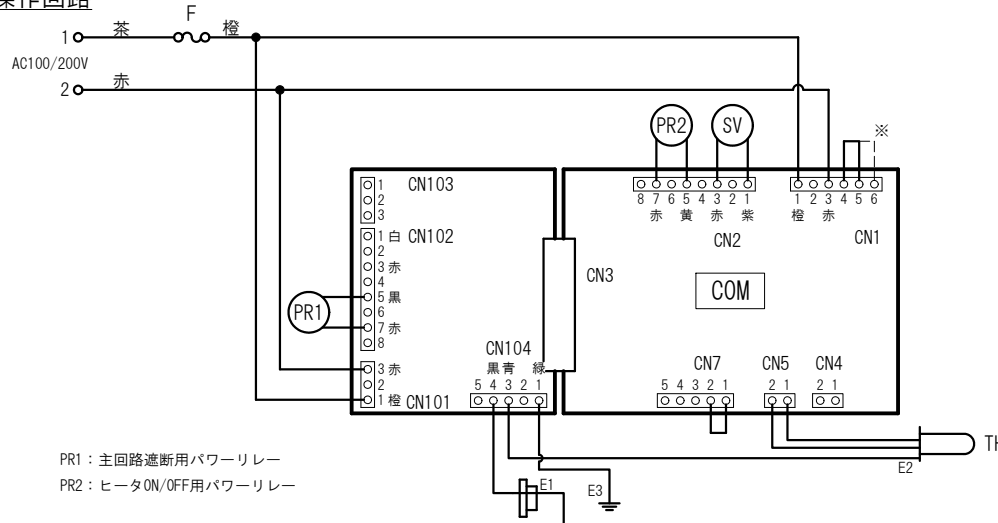 操作回路
F
1 茶 橙
AC100/200V
2 赤
PR2 SV ※
8 7 6 5 4 3 2 1
赤 黄 赤 紫
CN2
1 2 3 4 5 6
橙 赤
CN1
CN103
1
2
3
CN102
1 白
2
3 赤
4
5 黒
6
7 赤
8
PR1
3 赤
2
1 橙 CN101
CN3
COM
CN104
黒 青 緑
5 4 3 2 1
CN7
5 4 3 2 1
CN5
2 1
CN4
2 1
E2
E1
E3
PR1：主回路遮断用パワーリレー
PR2：ヒータON/OFF用パワーリレー